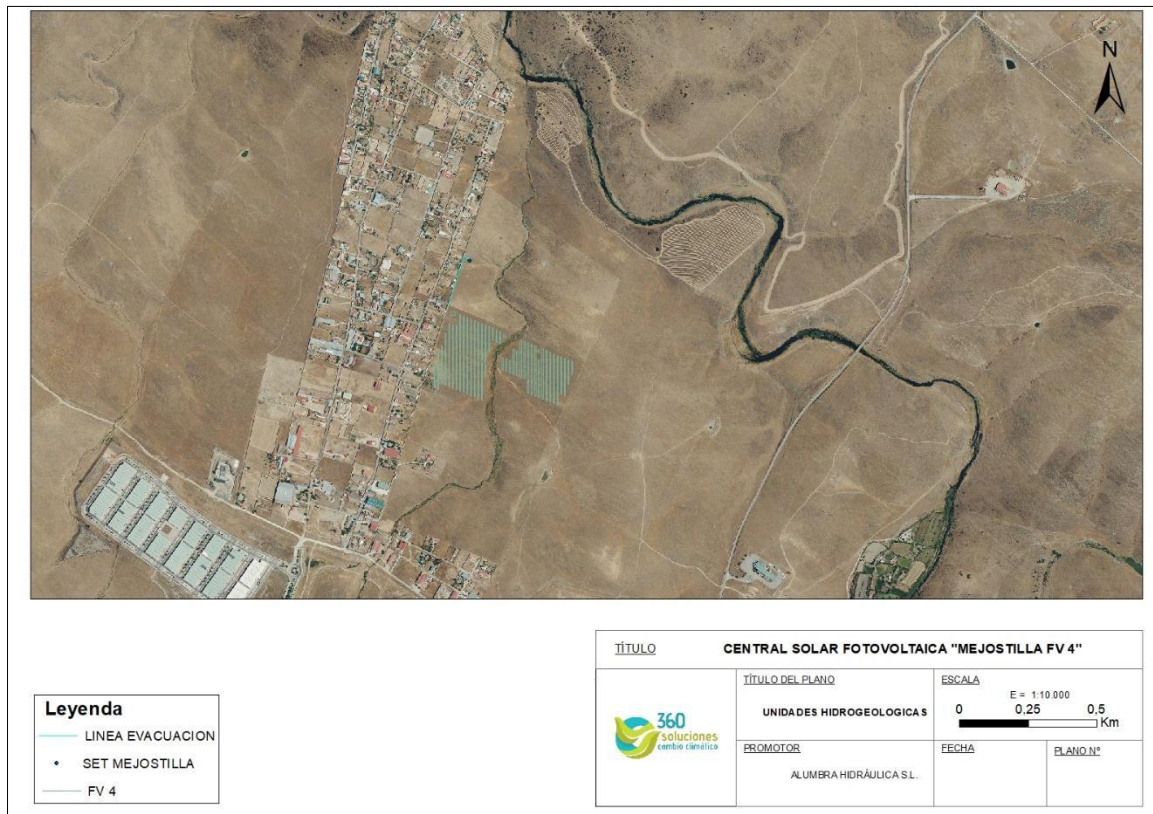 N
Leyenda
LINEA EVACUACION
SET MEJOSTILLA
FV 4
TÍTULO
CENTRAL SOLAR FOTOVOLTAICA "MEJOSTILLA FV 4"
360
soluciones
cambio climático
TÍTULO DEL PLANO
UNIDADES HIDROGEOLOGICAS
ESCALA
E = 1:10.000
0 0,25 0,5
Km
PROMOTOR
ALUMBRA HIDRÁULICA S.L.
FECHA
PLANO Nº